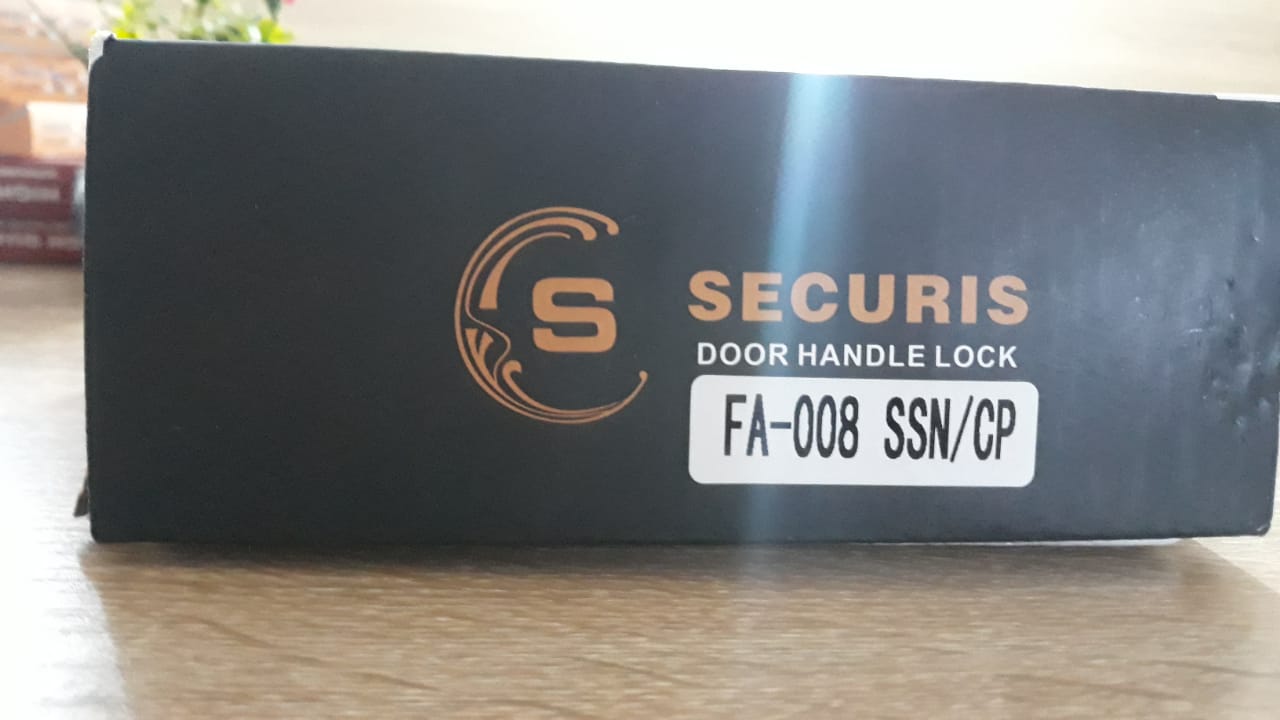 S
SECURIS
DOOR HANDLE LOCK
FA-008 SSN/CP